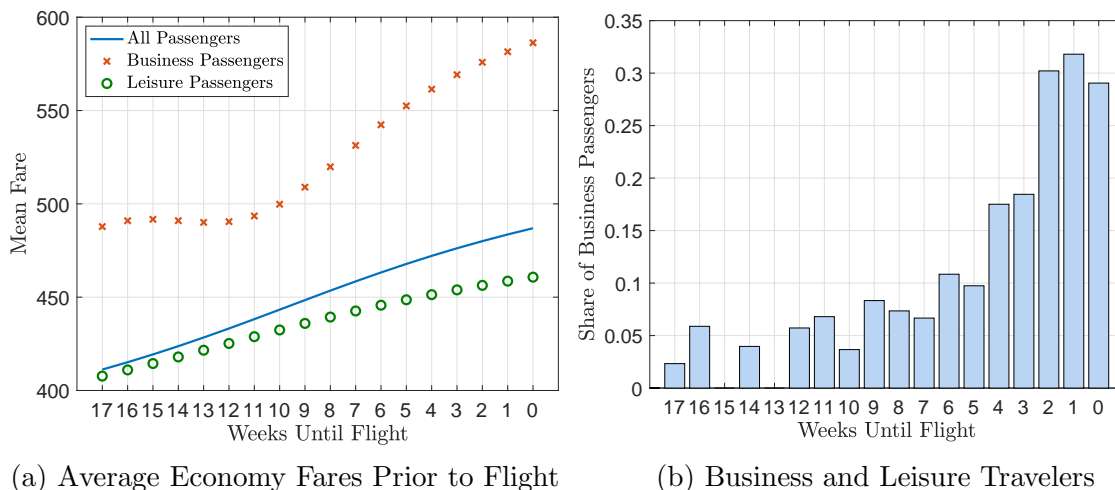 600
550
500
450
400
Mean Fare
All Passengers
Business Passengers
Leisure Passengers
17 16 15 14 13 12 11 10 9 8 7 6 5 4 3 2 1 0
Weeks Until Flight
(a) Average Economy Fares Prior to Flight
0.35
0.3
0.25
0.2
0.15
0.1
0.05
0
Share of Business Passengers
17 16 15 14 13 12 11 10 9 8 7 6 5 4 3 2 1 0
Weeks Until Flight
(b) Business and Leisure Travelers